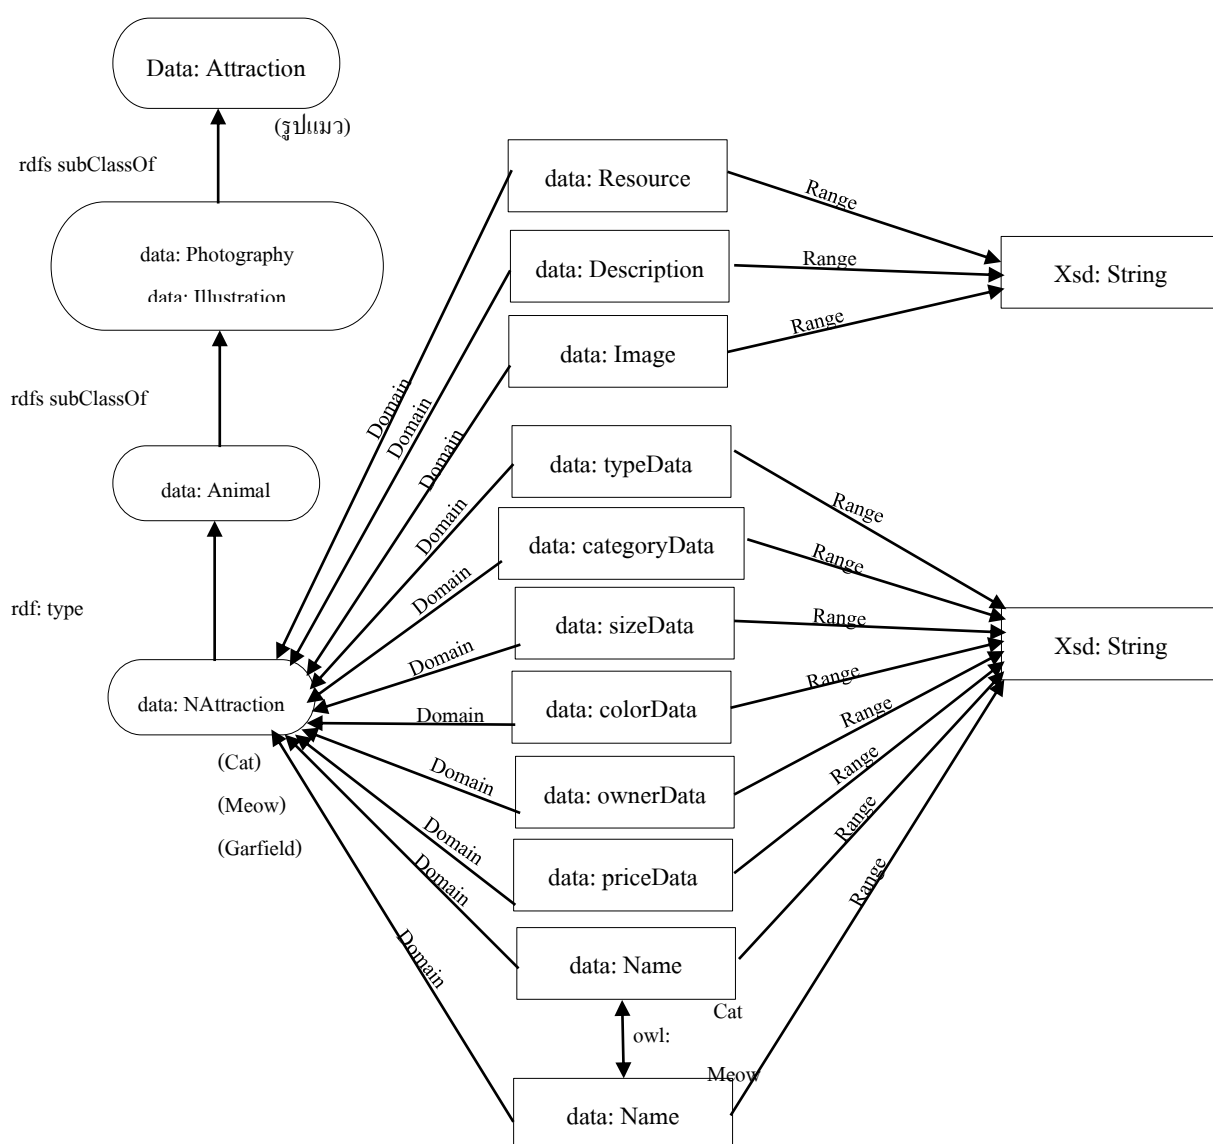 Data: Attraction
(รูปแมว)
rdfs subClassOf
data: Photography
data: Illustration
rdfs subClassOf
data: Animal
rdf: type
data: NAttraction
(Cat)
(Meow)
(Garfield)
data: Resource
data: Description
data: Image
data: typeData
data: categoryData
data: sizeData
data: colorData
data: ownerData
data: priceData
data: Name
Cat
owl:
Meow
data: Name
Domain
Domain
Domain
Domain
Domain
Domain
Domain
Domain
Domain
Domain
Domain
Range
Range
Range
Range
Range
Range
Range
Range
Range
Range
Range
Xsd: String
Xsd: String